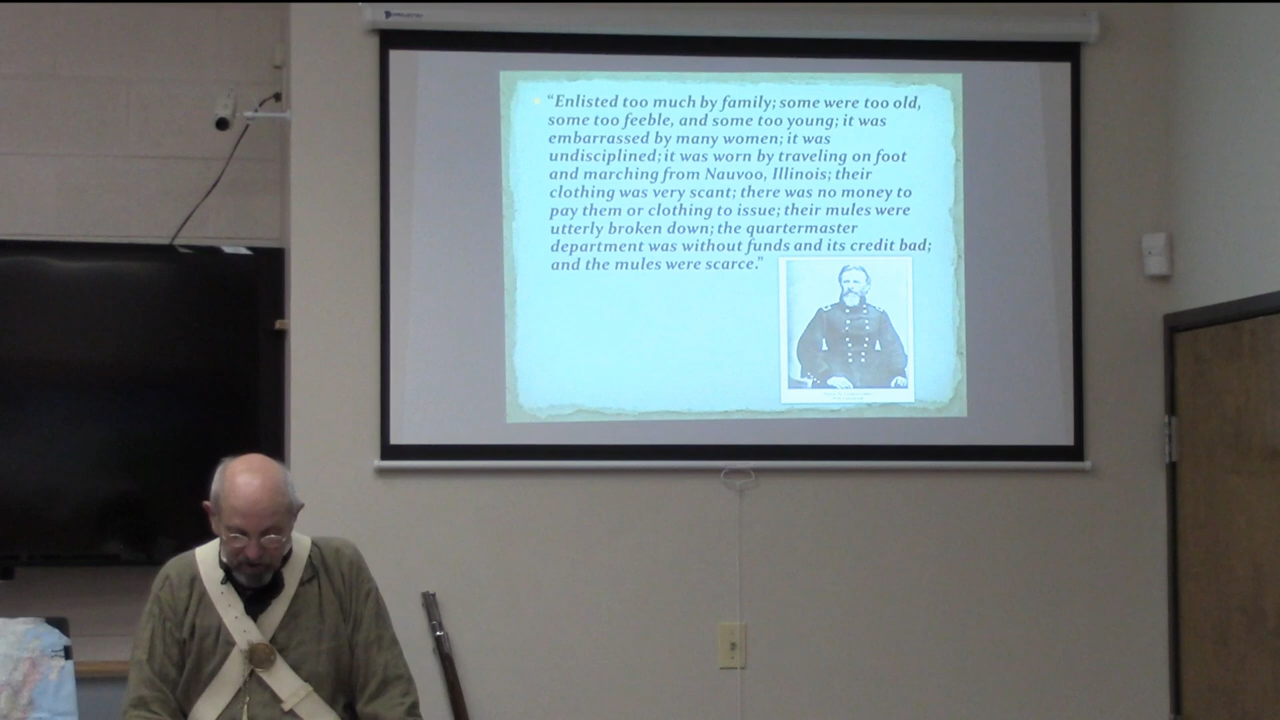 “Enlisted too much by family; some were too old,
some too feeble, and some too young; it was
embarrassed by many women; it was
undisciplined; it was worn by traveling on foot
and marching from Nauvoo, Illinois; their
clothing was very scant; there was no money to
pay them or clothing to issue; their mules were
utterly broken down; the quartermaster
department was without funds and its credit bad;
and the mules were scarce.”